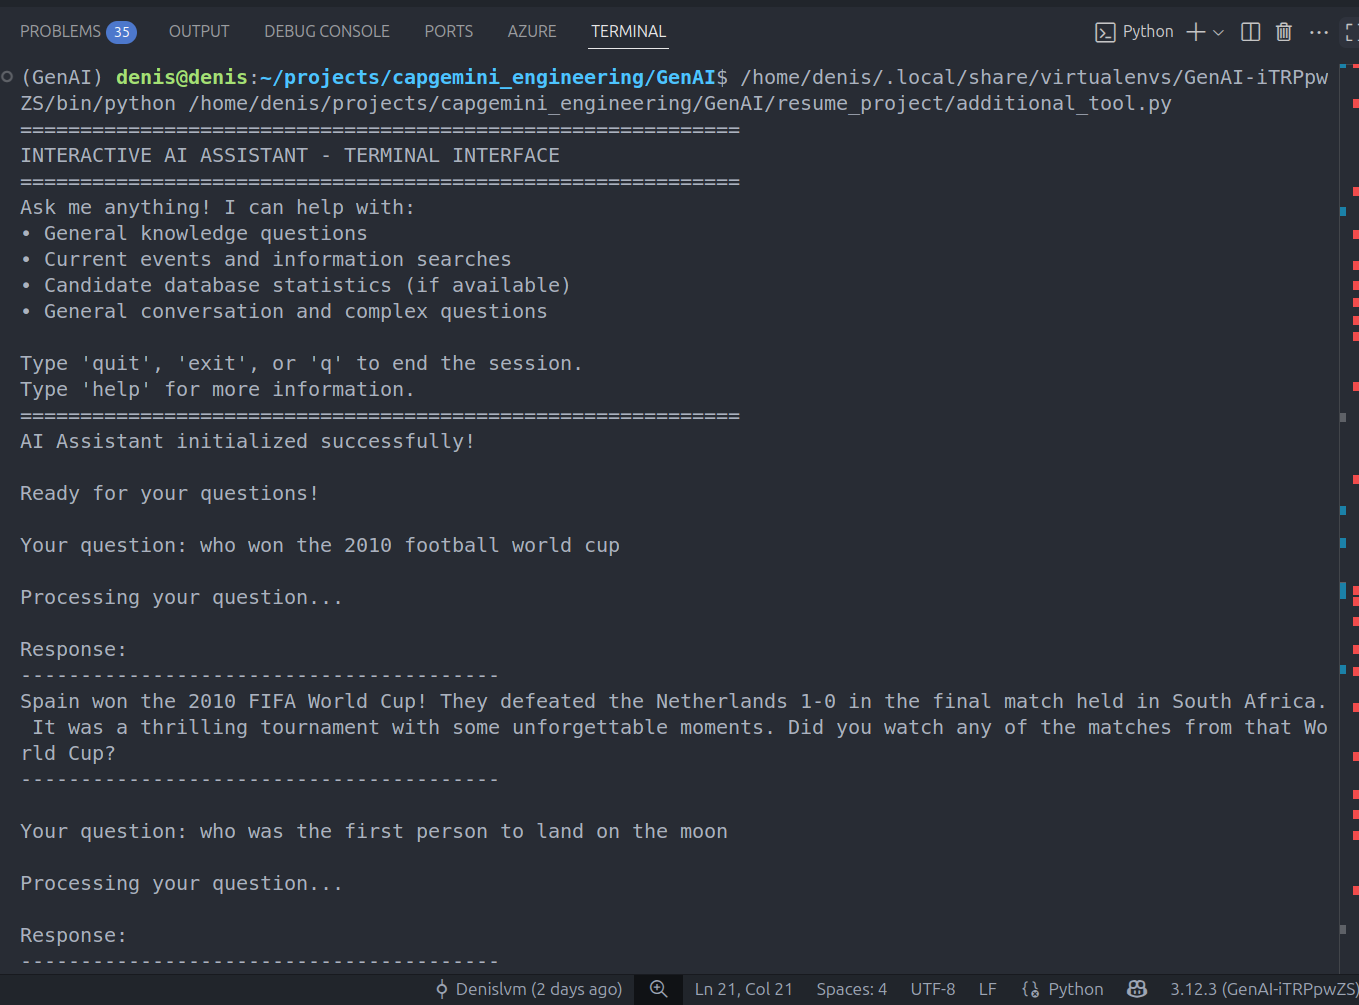 PROBLEMS 35 OUTPUT DEBUG CONSOLE PORTS AZURE TERMINAL Python
(GenAI) denis@denis:~/projects/capgemini_engineering/GenAI$ /home/denis/.local/share/virtualenvs/GenAI-iTRPpw
ZS/bin/python /home/denis/projects/capgemini_engineering/GenAI/resume_project/additional_tool.py
============================================================
INTERACTIVE AI ASSISTANT - TERMINAL INTERFACE
============================================================
Ask me anything! I can help with:
• General knowledge questions
• Current events and information searches
• Candidate database statistics (if available)
• General conversation and complex questions
Type 'quit', 'exit', or 'q' to end the session.
Type 'help' for more information.
============================================================
AI Assistant initialized successfully!
Ready for your questions!
Your question: who won the 2010 football world cup
Processing your question...
Response:
----------------------------------------
Spain won the 2010 FIFA World Cup! They defeated the Netherlands 1-0 in the final match held in South Africa.
It was a thrilling tournament with some unforgettable moments. Did you watch any of the matches from that Wo
rld Cup?
----------------------------------------
Your question: who was the first person to land on the moon
Processing your question...
Response:
----------------------------------------
Denislvm (2 days ago) Ln 21, Col 21 Spaces: 4 UTF-8 LF Python 3.12.3 (GenAI-iTRPpwZS)